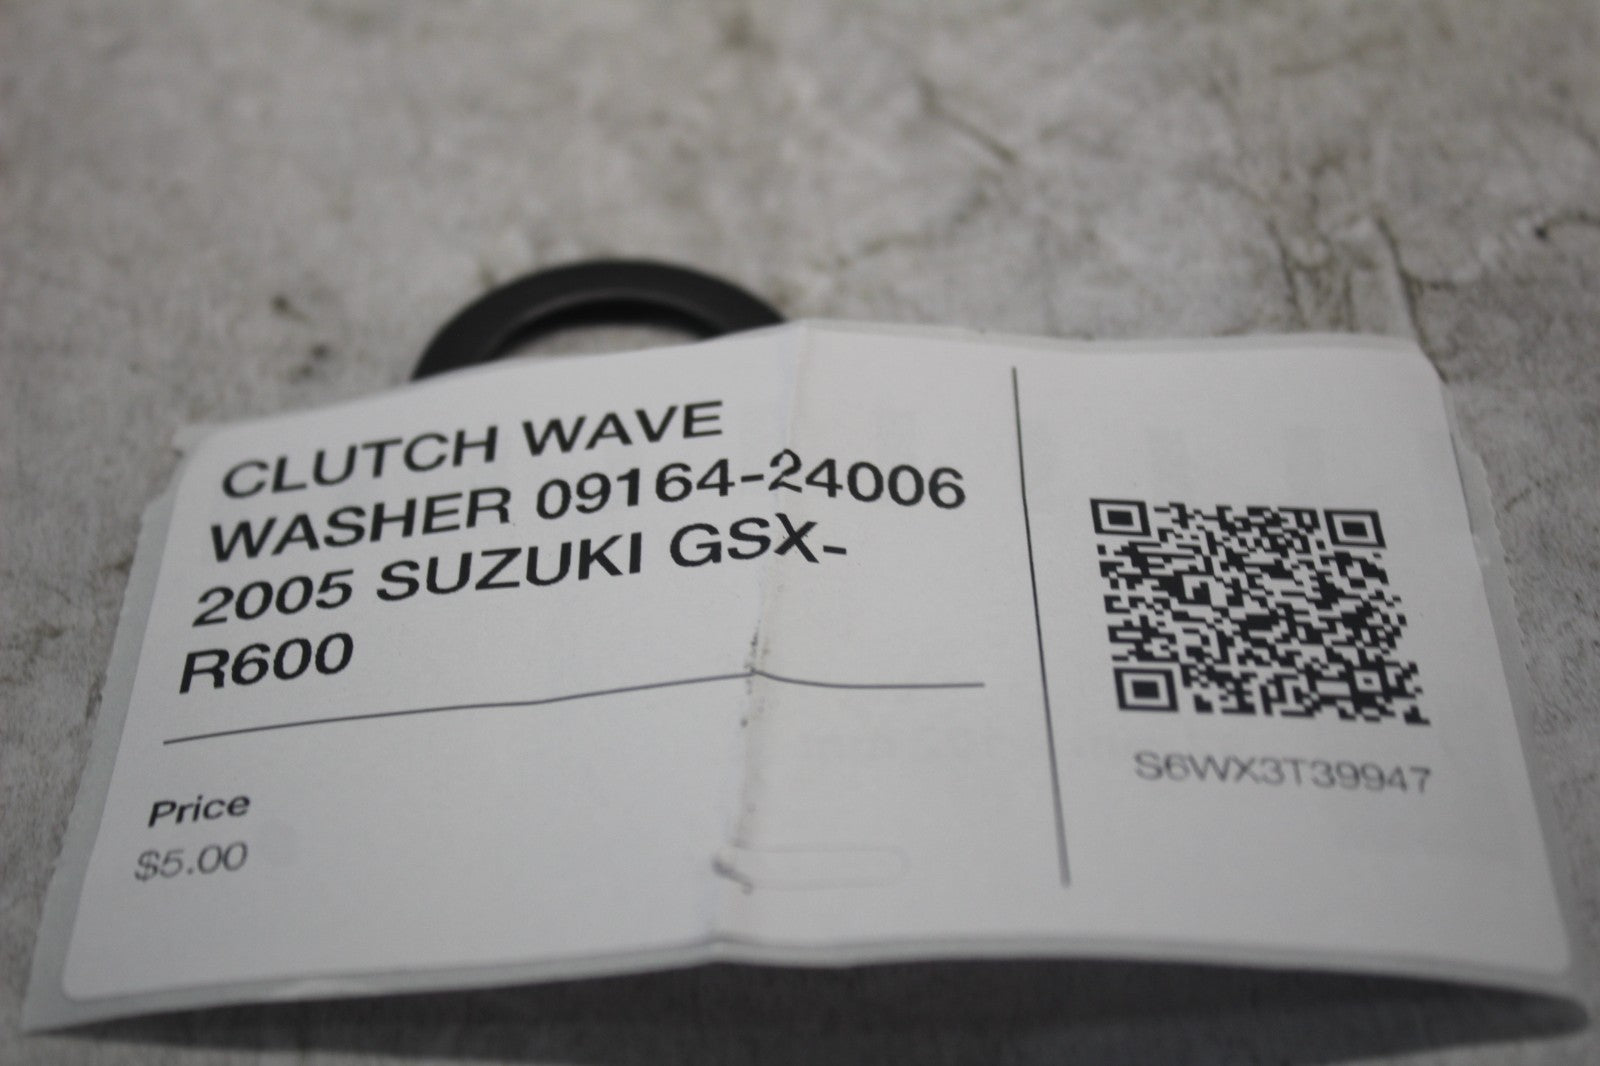 CLUTCH WAVE
WASHER 09164-24006
2005 SUZUKI GSX-
R600
Price
$5.00
S6WX3T39947